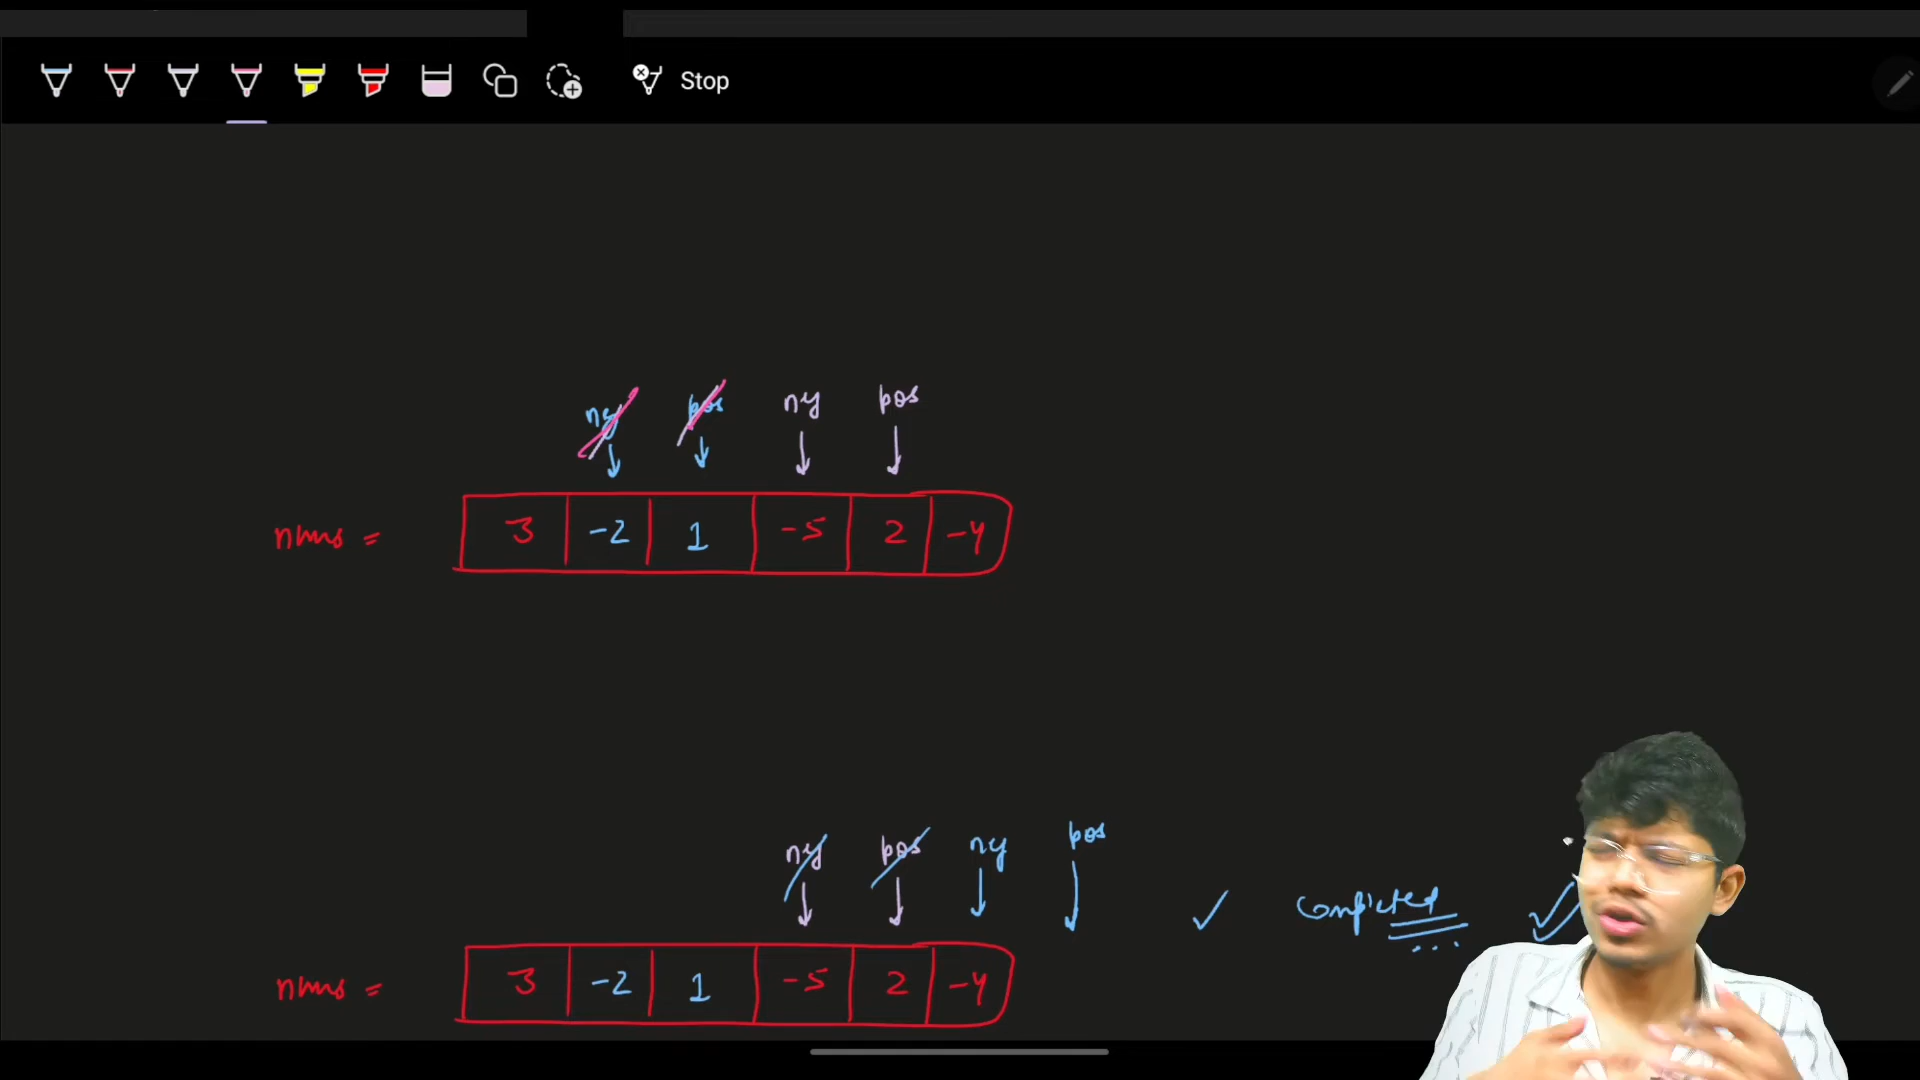 Stop
neg pos neg pos
nums = 3 -2 1 -5 2 -4
neg pos neg pos
completed
nums = 3 -2 1 -5 2 -4